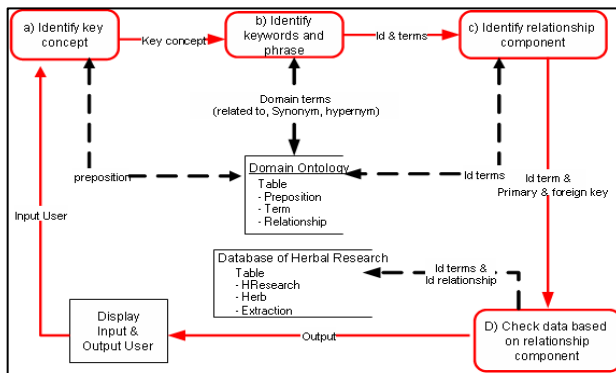 a) Identify key
concept
Key concept
b) Identify
keywords and
phrase
Id & terms
c) Identify relationship
component
Domain terms
(related to, Synonym, hypernym)
preposition
Domain Ontology
Table
- Preposition
- Term
- Relationship
Id terms
Id term &
Primary & foreign key
Input User
Database of Herbal Research
Table
- HResearch
- Herb
- Extraction
Id terms &
Id relationship
Display
Input &
Output User
Output
D) Check data based
on relationship
component